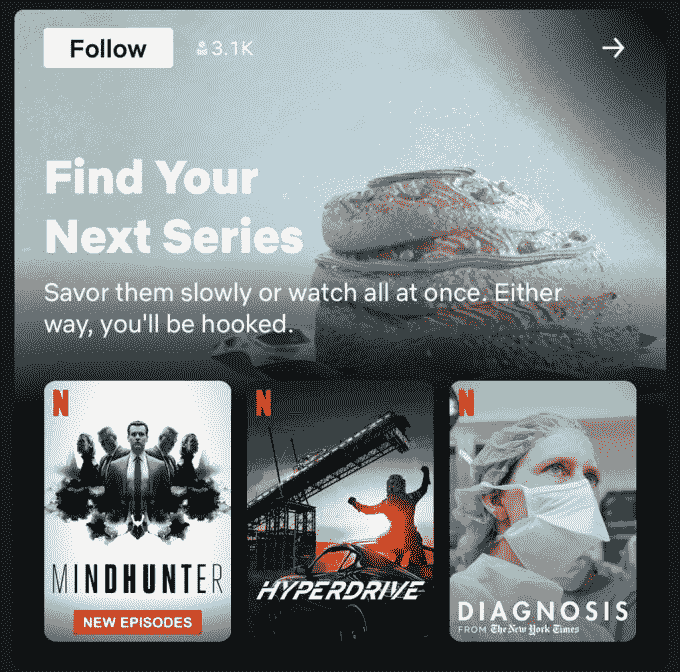 Follow
3.1K
Find Your
Next Series
Savor them slowly or watch all at once. Either
way, you'll be hooked.
N
N
N
MINDHUNTER
NEW EPISODES
HYPERDRIVE
DIAGNOSIS
FROM The New York Times